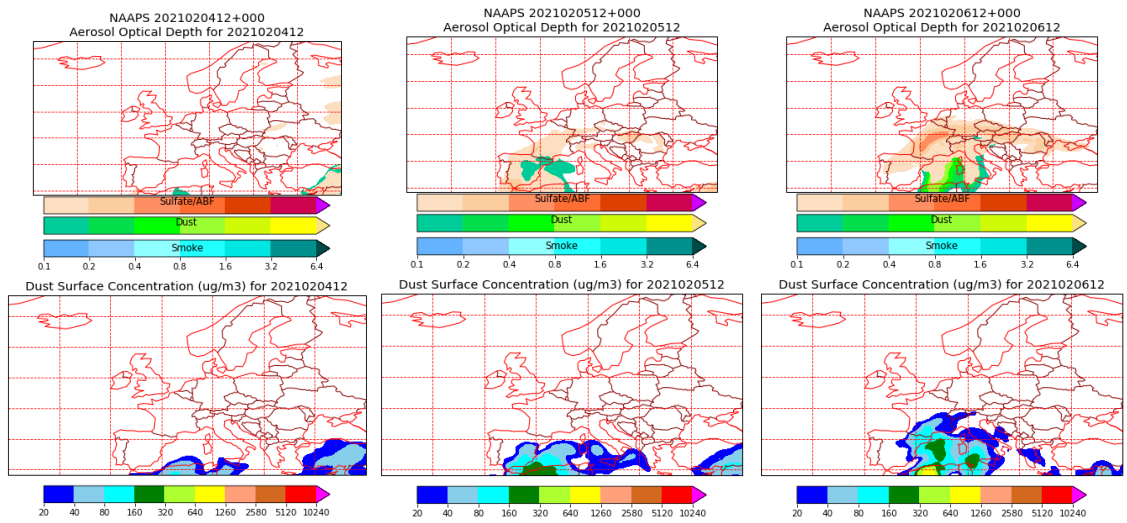 NAAPS 2021020412+000
Aerosol Optical Depth for 2021020412
Sulfate/ABF
Dust
Smoke
0.1 0.2 0.4 0.8 1.6 3.2 6.4
NAAPS 2021020512+000
Aerosol Optical Depth for 2021020512
Sulfate/ABF
Dust
Smoke
0.1 0.2 0.4 0.8 1.6 3.2 6.4
NAAPS 2021020612+000
Aerosol Optical Depth for 2021020612
Sulfate/ABF
Dust
Smoke
0.1 0.2 0.4 0.8 1.6 3.2 6.4
Dust Surface Concentration (ug/m3) for 2021020412
20 40 80 160 320 640 1260 2580 5120 10240
Dust Surface Concentration (ug/m3) for 2021020512
20 40 80 160 320 640 1260 2580 5120 10240
Dust Surface Concentration (ug/m3) for 2021020612
20 40 80 160 320 640 1260 2580 5120 10240